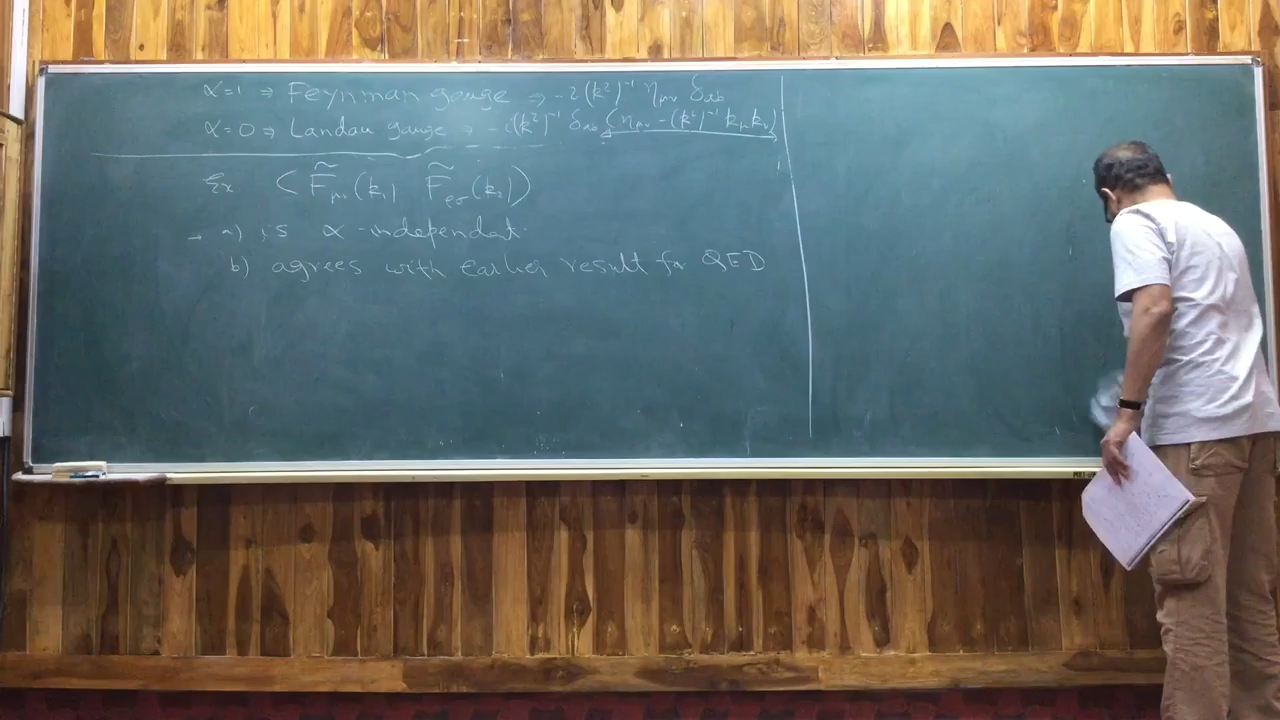 α=1 ⇒ Feynman gauge ⇒ -i(k²)⁻¹ η_μν δ_ab
α=0 ⇒ Landau gauge ⇒ -i(k²)⁻¹ δ_ab (η_μν - (k²)⁻¹ k_μ k_ν)
Ex. ⟨F̃_μν(k₁) F̃_ρσ(k₂)⟩
→ a) is α-independent.
b) agrees with earlier result for QED